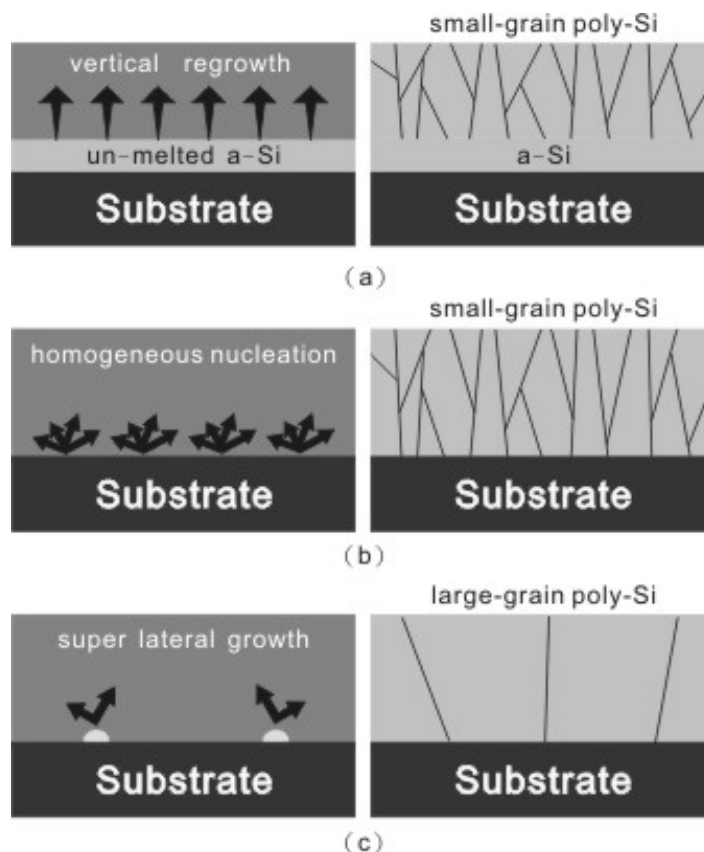 small-grain poly-Si
vertical regrowth
un-melted a-Si
a-Si
Substrate
Substrate
(a)
small-grain poly-Si
homogeneous nucleation
Substrate
Substrate
(b)
large-grain poly-Si
super lateral growth
Substrate
Substrate
(c)